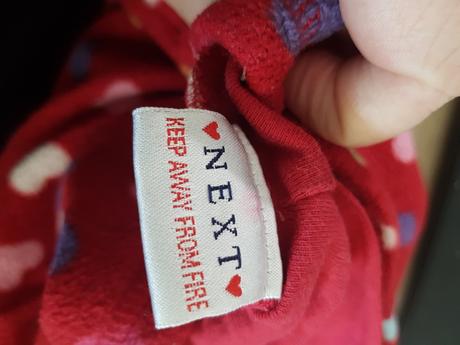 ♥NEXT♥
KEEP AWAY FROM FIRE